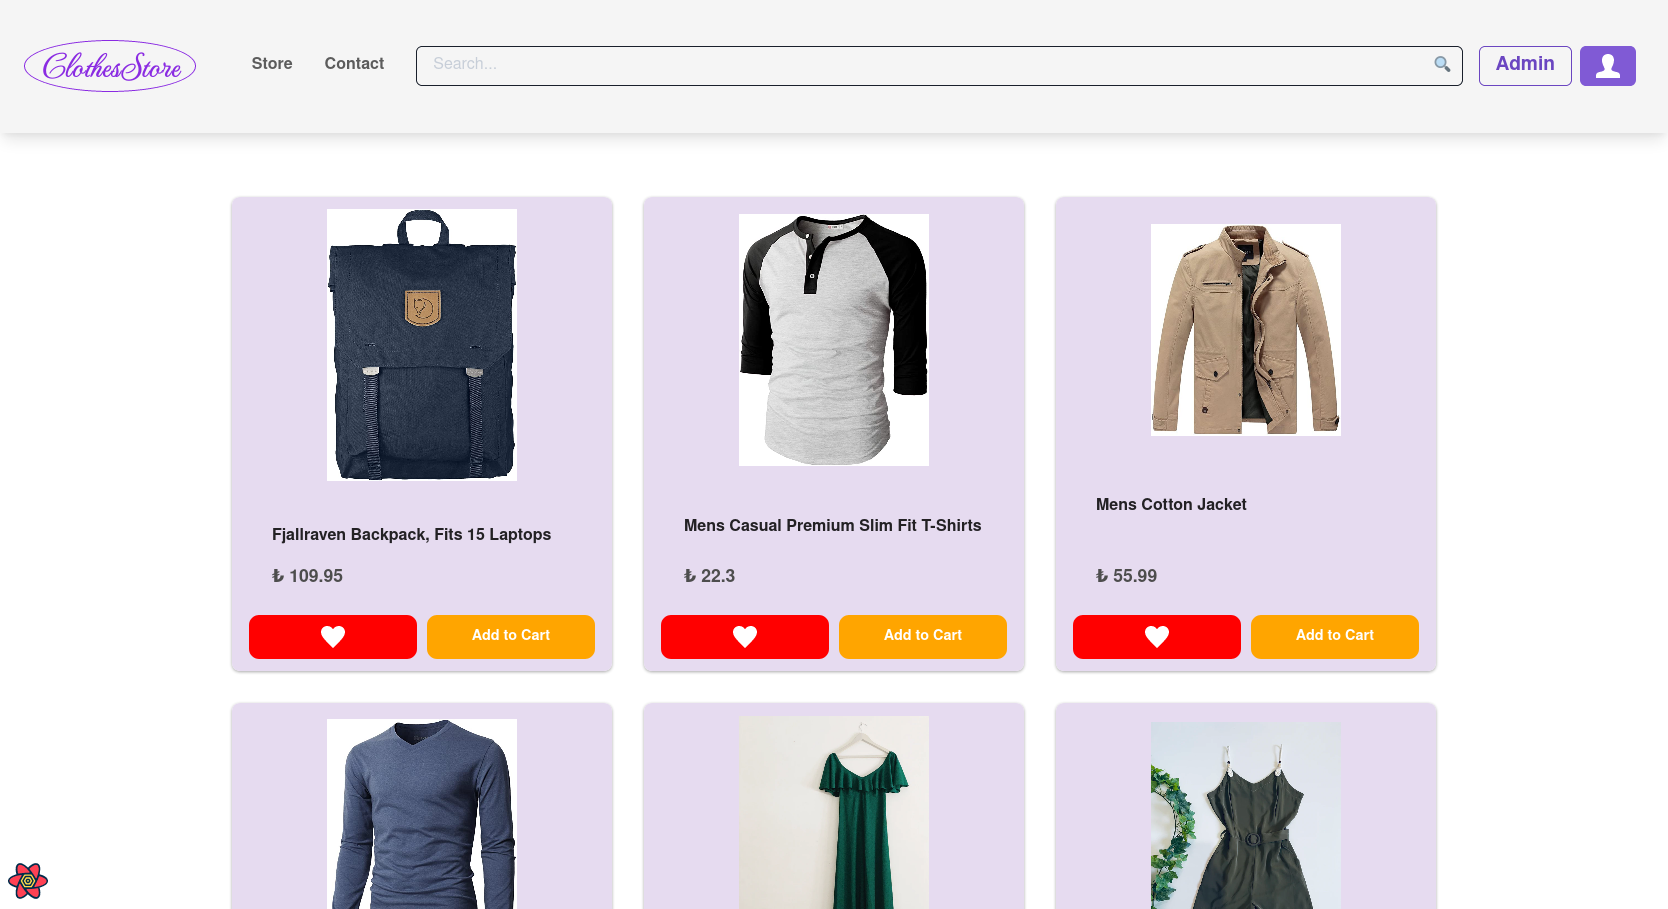 ClothesStore
Store
Contact
Search...
Admin
Fjallraven Backpack, Fits 15 Laptops
₺ 109.95
Add to Cart
Mens Casual Premium Slim Fit T-Shirts
₺ 22.3
Add to Cart
Mens Cotton Jacket
₺ 55.99
Add to Cart